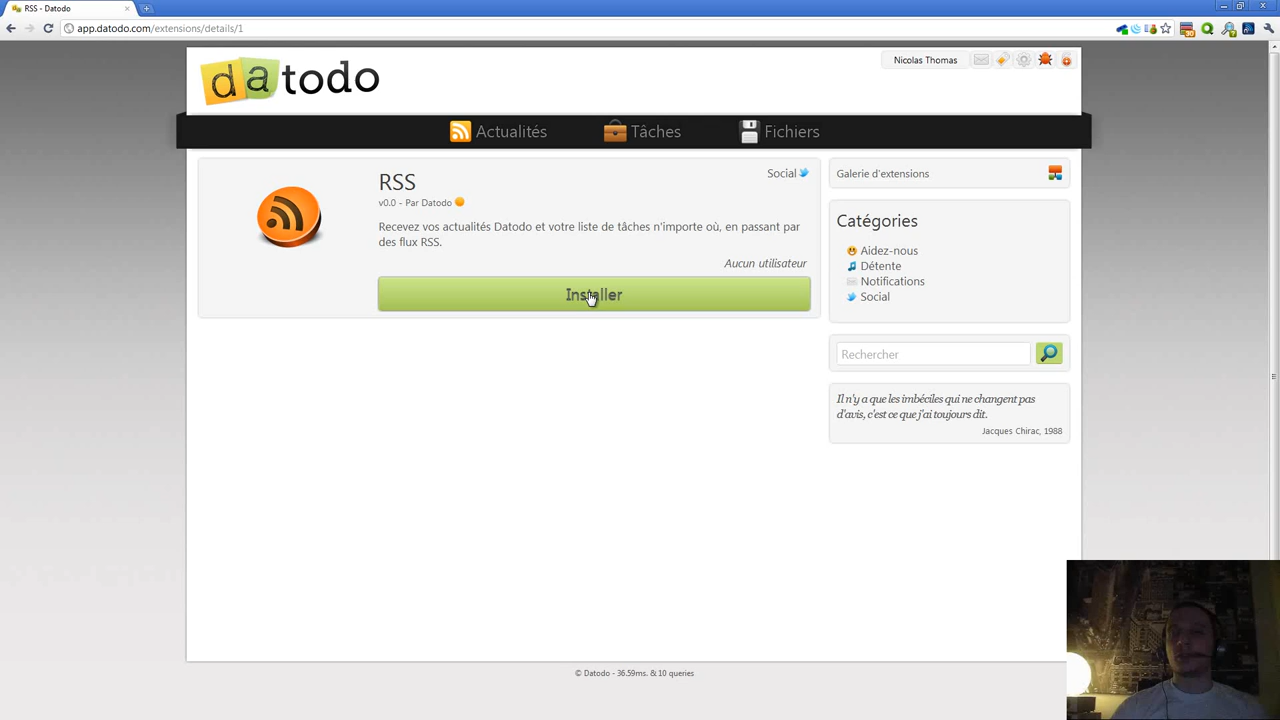 RSS - Datodo
app.datodo.com/extensions/details/1
datodo
Nicolas Thomas
Actualités
Tâches
Fichiers
RSS
Social
v0.0 - Par Datodo
Recevez vos actualités Datodo et votre liste de tâches n'importe où, en passant par
des flux RSS.
Aucun utilisateur
Installer
Galerie d'extensions
Catégories
Aidez-nous
Détente
Notifications
Social
Rechercher
Il n'y a que les imbéciles qui ne changent pas
d'avis, c'est ce que j'ai toujours dit.
Jacques Chirac, 1988
© Datodo - 36.59ms. & 10 queries